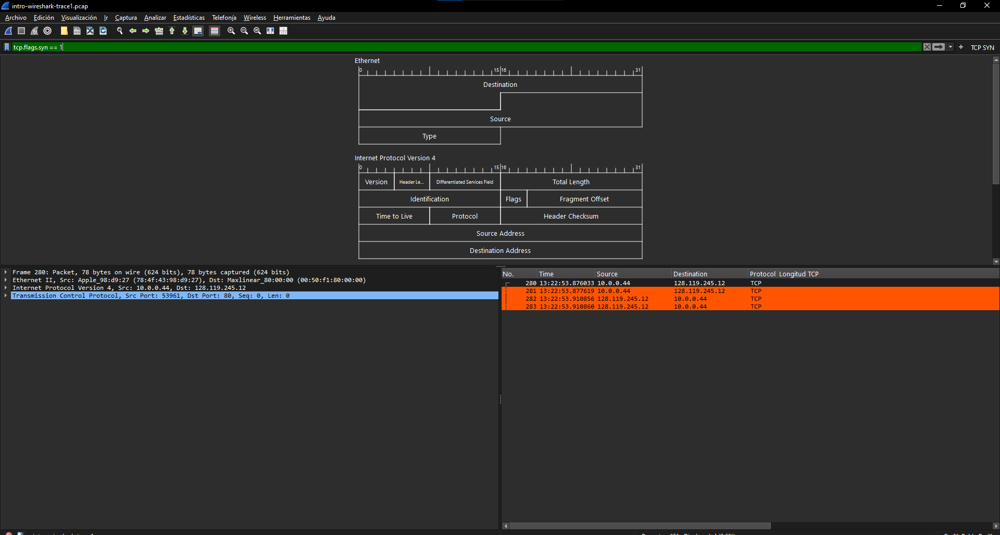 intro-wireshark-trace1.pcap
Archivo Edición Visualización Ir Captura Analizar Estadísticas Telefonía Wireless Herramientas Ayuda
tcp.flags.syn == 1
TCP SYN
Ethernet
0 15 16 31
Destination
Source
Type
Internet Protocol Version 4
0 15 16 31
Version Header Le... Differentiated Services Field Total Length
Identification Flags Fragment Offset
Time to Live Protocol Header Checksum
Source Address
Destination Address
Frame 280: Packet, 78 bytes on wire (624 bits), 78 bytes captured (624 bits)
Ethernet II, Src: Apple_98:d9:27 (78:4f:43:98:d9:27), Dst: Maxlinear_80:00:00 (00:50:f1:80:00:00)
Internet Protocol Version 4, Src: 10.0.0.44, Dst: 128.119.245.12
Transmission Control Protocol, Src Port: 53961, Dst Port: 80, Seq: 0, Len: 0
No. Time Source Destination Protocol Longitud TCP
280 13:22:53.876033 10.0.0.44 128.119.245.12 TCP
281 13:22:53.877619 10.0.0.44 128.119.245.12 TCP
282 13:22:53.910856 128.119.245.12 10.0.0.44 TCP
283 13:22:53.910860 128.119.245.12 10.0.0.44 TCP